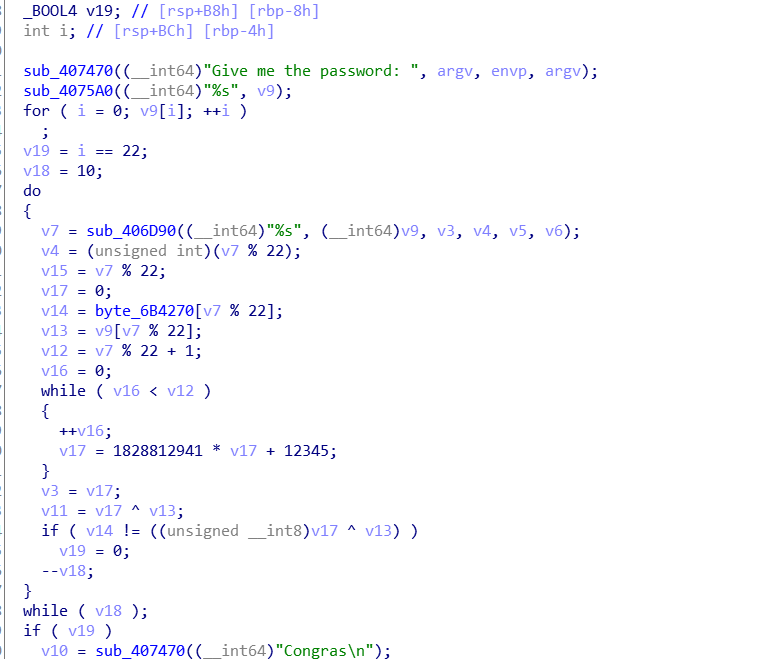 _BOOL4 v19; // [rsp+B8h] [rbp-8h]
int i; // [rsp+BCh] [rbp-4h]
sub_407470((__int64)"Give me the password: ", argv, envp, argv);
sub_4075A0((__int64)"%s", v9);
for ( i = 0; v9[i]; ++i )
;
v19 = i == 22;
v18 = 10;
do
{
v7 = sub_406D90((__int64)"%s", (__int64)v9, v3, v4, v5, v6);
v4 = (unsigned int)(v7 % 22);
v15 = v7 % 22;
v17 = 0;
v14 = byte_6B4270[v7 % 22];
v13 = v9[v7 % 22];
v12 = v7 % 22 + 1;
v16 = 0;
while ( v16 < v12 )
{
++v16;
v17 = 1828812941 * v17 + 12345;
}
v3 = v17;
v11 = v17 ^ v13;
if ( v14 != ((unsigned __int8)v17 ^ v13) )
v19 = 0;
--v18;
}
while ( v18 );
if ( v19 )
v10 = sub_407470((__int64)"Congras\n");